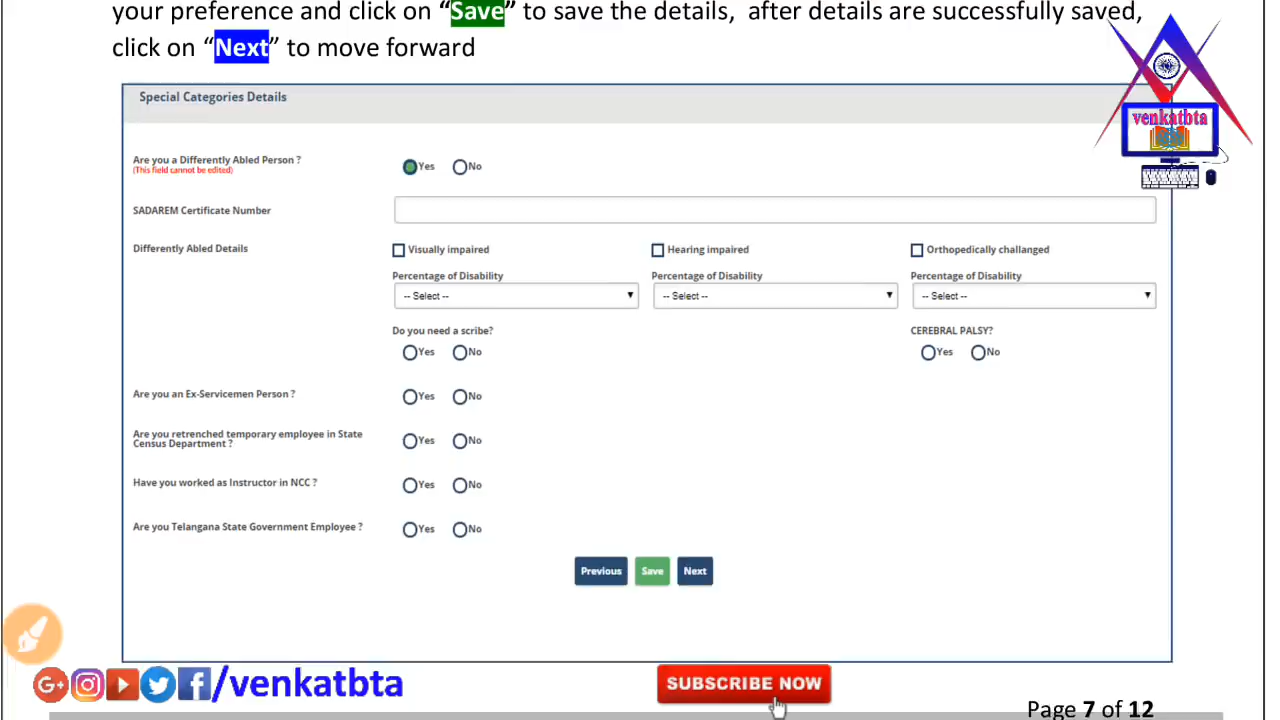 your preference and click on “Save” to save the details, after details are successfully saved,
click on “Next” to move forward
venkatbta
Special Categories Details
Are you a Differently Abled Person ?
(This field cannot be edited)
Yes No
SADAREM Certificate Number
Differently Abled Details
Visually impaired Hearing impaired Orthopedically challanged
Percentage of Disability Percentage of Disability Percentage of Disability
-- Select -- -- Select -- -- Select --
Do you need a scribe? CEREBRAL PALSY?
Yes No Yes No
Are you an Ex-Servicemen Person ? Yes No
Are you retrenched temporary employee in State
Census Department ?
Yes No
Have you worked as Instructor in NCC ? Yes No
Are you Telangana State Government Employee ? Yes No
Previous Save Next
G+ f /venkatbta
SUBSCRIBE NOW
Page 7 of 12